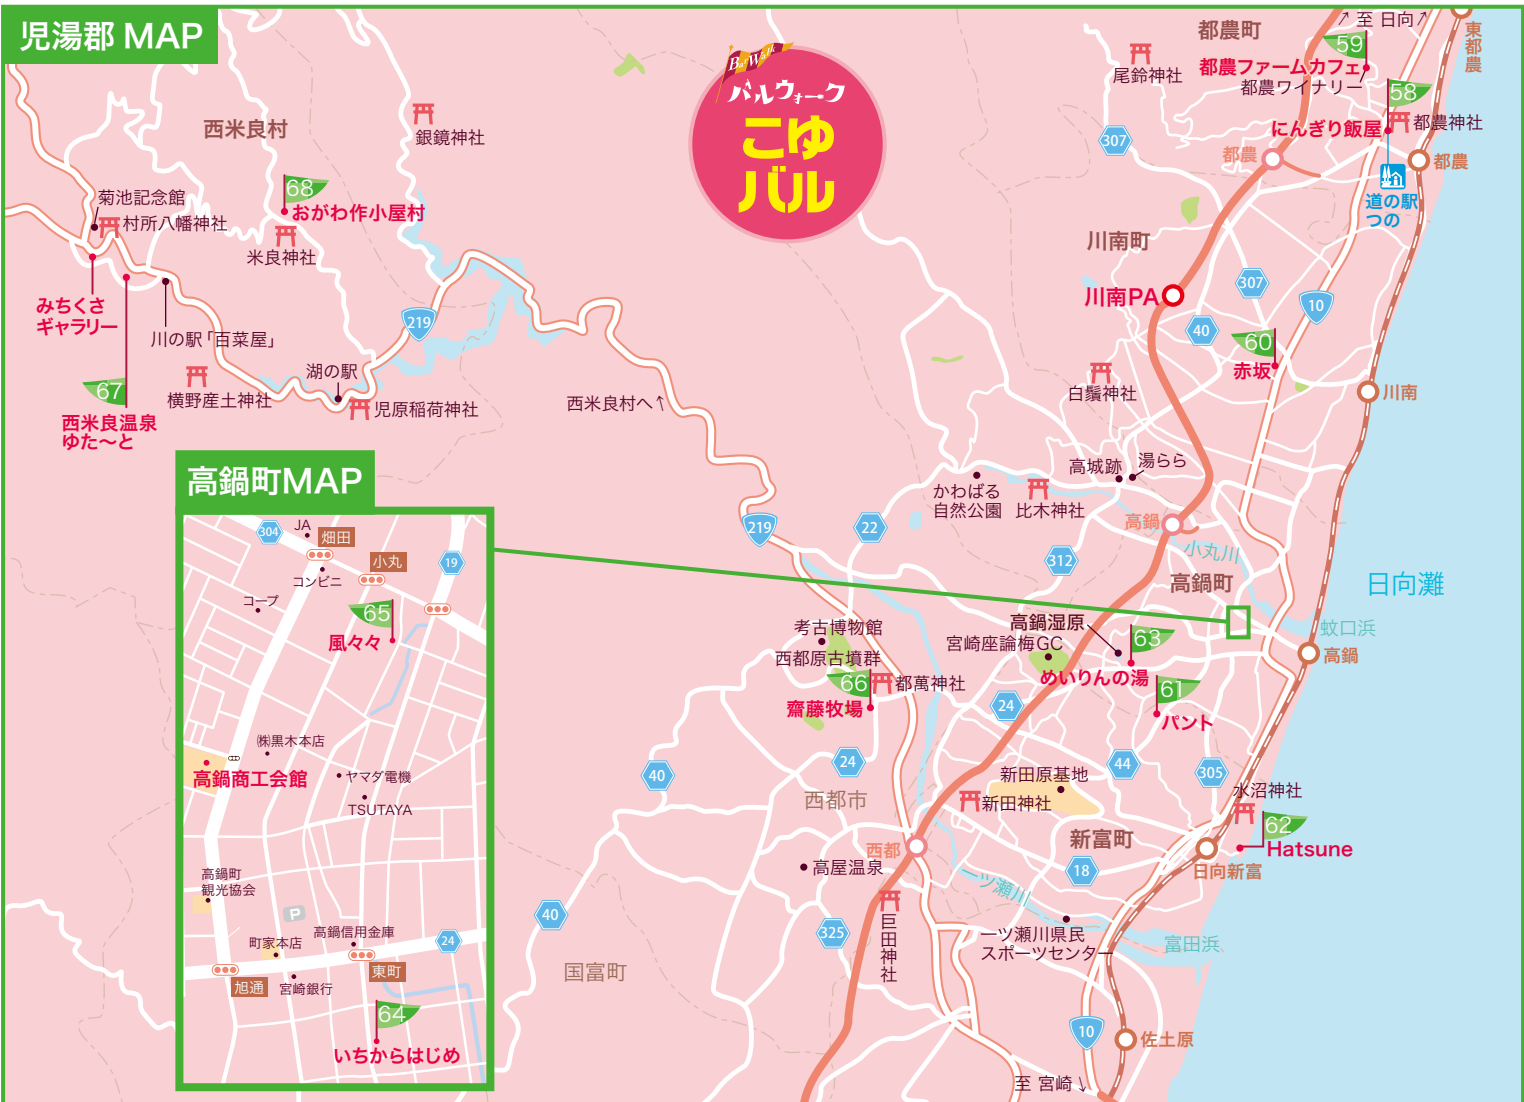 児湯郡 MAP
Bar Walk
バルウォーク
こゆ
バル
都農町
↗ 至 日向↗
東都農
59
都農ファームカフェ
都農ワイナリー
尾鈴神社
58
にんぎり飯屋
都農神社
307
都農
都農
道の駅
つの
西米良村
銀鏡神社
68
おがわ作小屋村
菊池記念館
村所八幡神社
米良神社
みちくさ
ギャラリー
川の駅「百菜屋」
67
西米良温泉
ゆた〜と
横野産土神社
湖の駅
児原稲荷神社
219
西米良村へ↑
川南町
川南PA
307
10
40
60
赤坂
川南
白鬚神社
高城跡
湯らら
かわばる
自然公園
比木神社
高鍋
小丸川
219
22
312
高鍋町
日向灘
蚊口浜
高鍋
高鍋湿原
宮崎座論梅GC
63
めいりんの湯
61
パント
考古博物館
西都原古墳群
66
都萬神社
齋藤牧場
24
24
40
44
305
西都市
新田原基地
新田神社
水沼神社
62
Hatsune
新富町
日向新富
西都
高屋温泉
18
一ツ瀬川
40
325
巨田神社
一ツ瀬川県民
スポーツセンター
富田浜
国富町
10
佐土原
至 宮崎↓
高鍋町MAP
304
JA
畑田
小丸
19
コンビニ
コープ
65
風々々
㈱黒木本店
高鍋商工会館
ヤマダ電機
TSUTAYA
高鍋町
観光協会
P
町家本店
高鍋信用金庫
24
旭通
宮崎銀行
東町
64
いちからはじめ